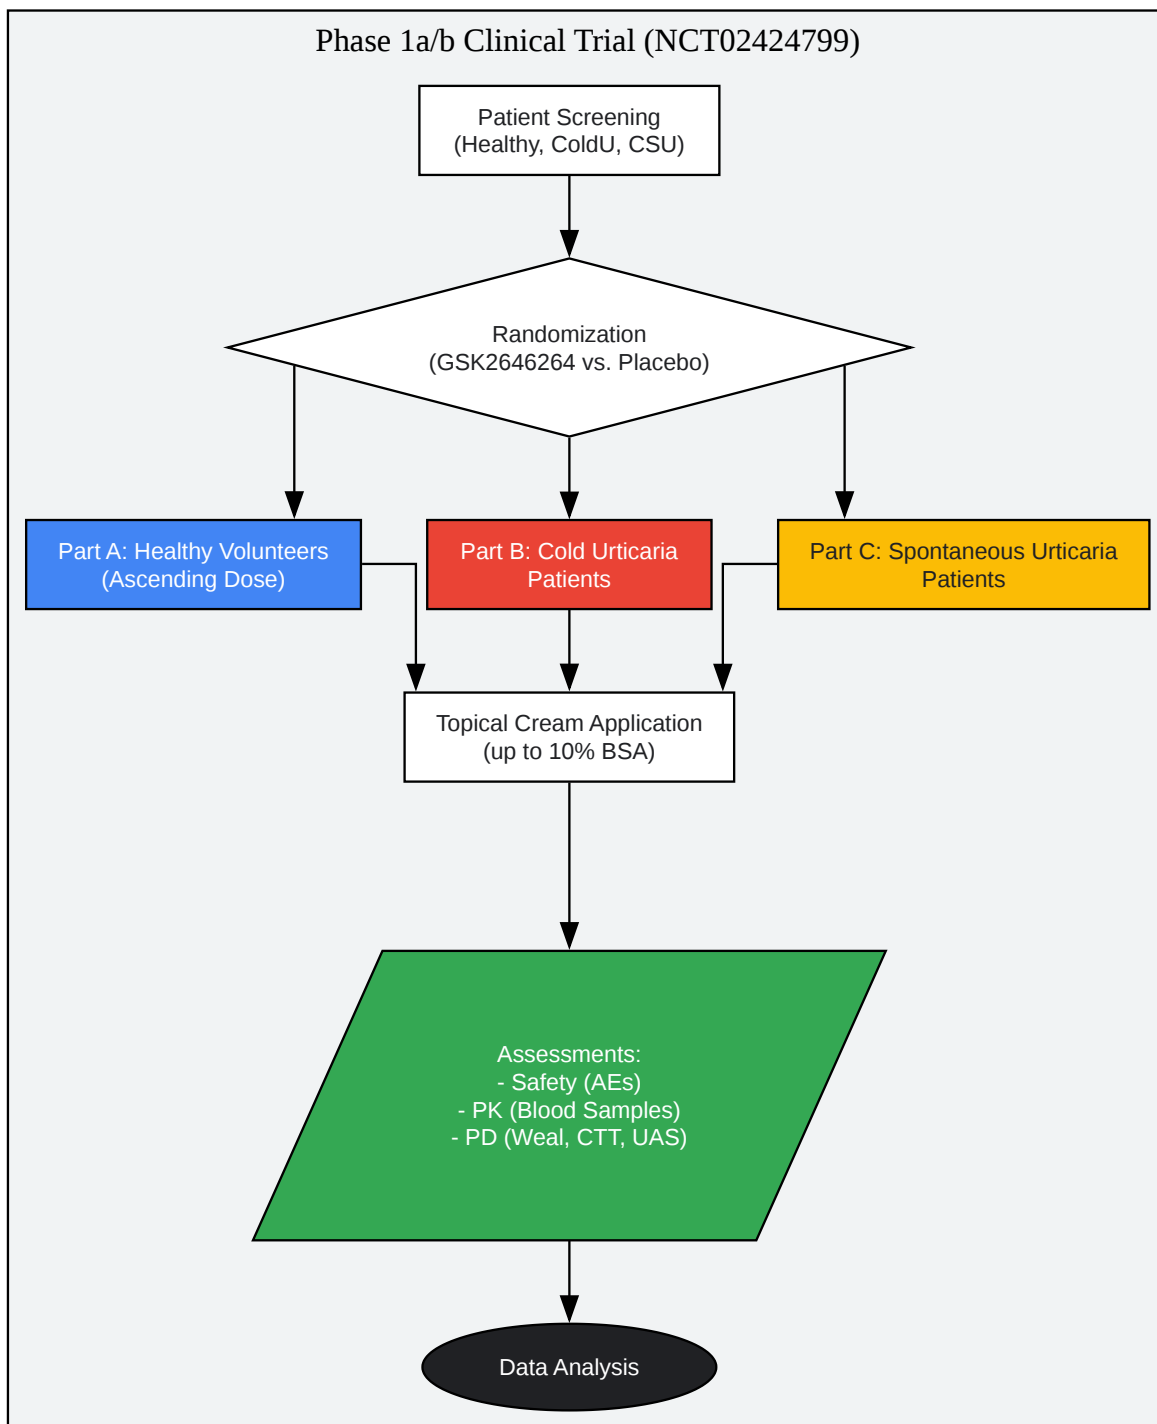 Phase 1a/b Clinical Trial (NCT02424799)
Patient Screening
(Healthy, ColdU, CSU)
Randomization
(GSK2646264 vs. Placebo)
Part A: Healthy Volunteers
(Ascending Dose)
Part B: Cold Urticaria
Patients
Part C: Spontaneous Urticaria
Patients
Topical Cream Application
(up to 10% BSA)
Assessments:
- Safety (AEs)
- PK (Blood Samples)
- PD (Weal, CTT, UAS)
Data Analysis